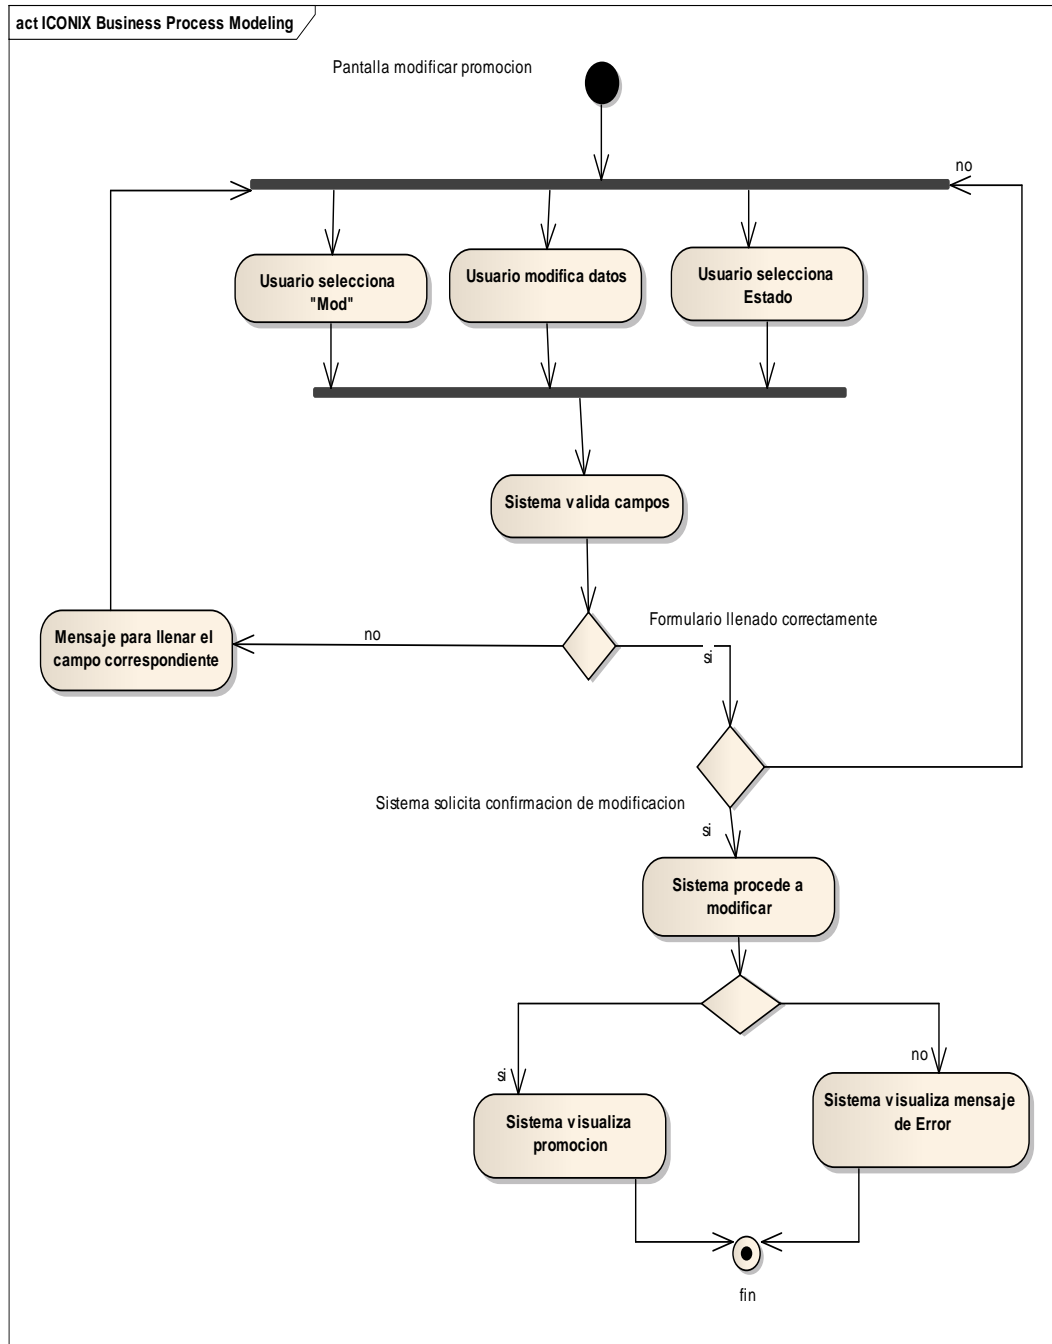 act ICONIX Business Process Modeling
Pantalla modificar promocion
no
Usuario selecciona
"Mod"
Usuario modifica datos
Usuario selecciona
Estado
Sistema valida campos
Formulario llenado correctamente
Mensaje para llenar el
campo correspondiente
no
si
Sistema solicita confirmacion de modificacion
si
Sistema procede a
modificar
si
no
Sistema visualiza
promocion
Sistema visualiza mensaje
de Error
fin